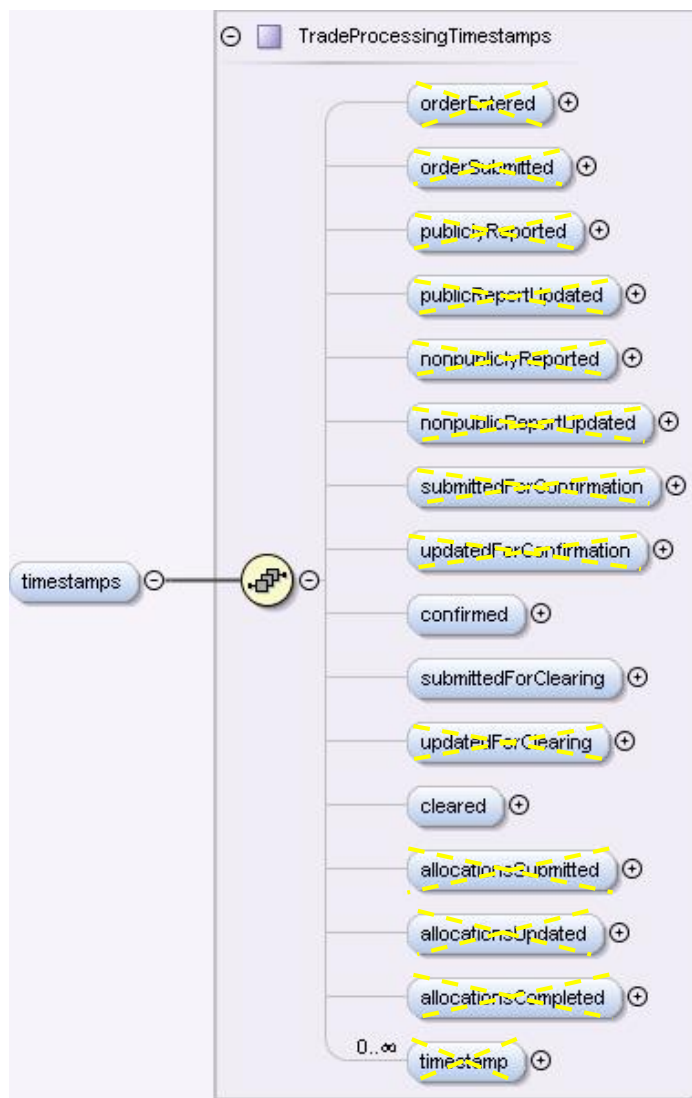 TradeProcessingTimestamps
orderEntered
orderSubmitted
publiclyReported
publicReportUpdated
nonpubliclyReported
nonpublicReportUpdated
submittedForConfirmation
updatedForConfirmation
timestamps
confirmed
submittedForClearing
updatedForClearing
cleared
allocationsSubmitted
allocationsUpdated
allocationsCompleted
0..∞
timestamp